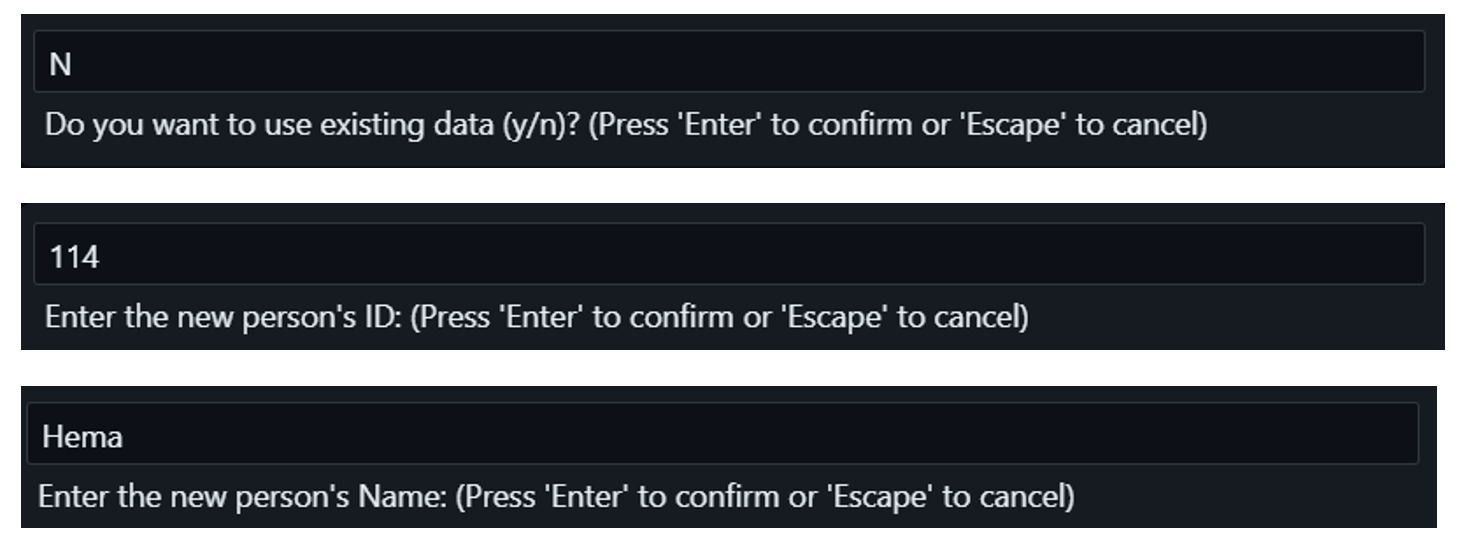 N
Do you want to use existing data (y/n)? (Press 'Enter' to confirm or 'Escape' to cancel)
114
Enter the new person's ID: (Press 'Enter' to confirm or 'Escape' to cancel)
Hema
Enter the new person's Name: (Press 'Enter' to confirm or 'Escape' to cancel)